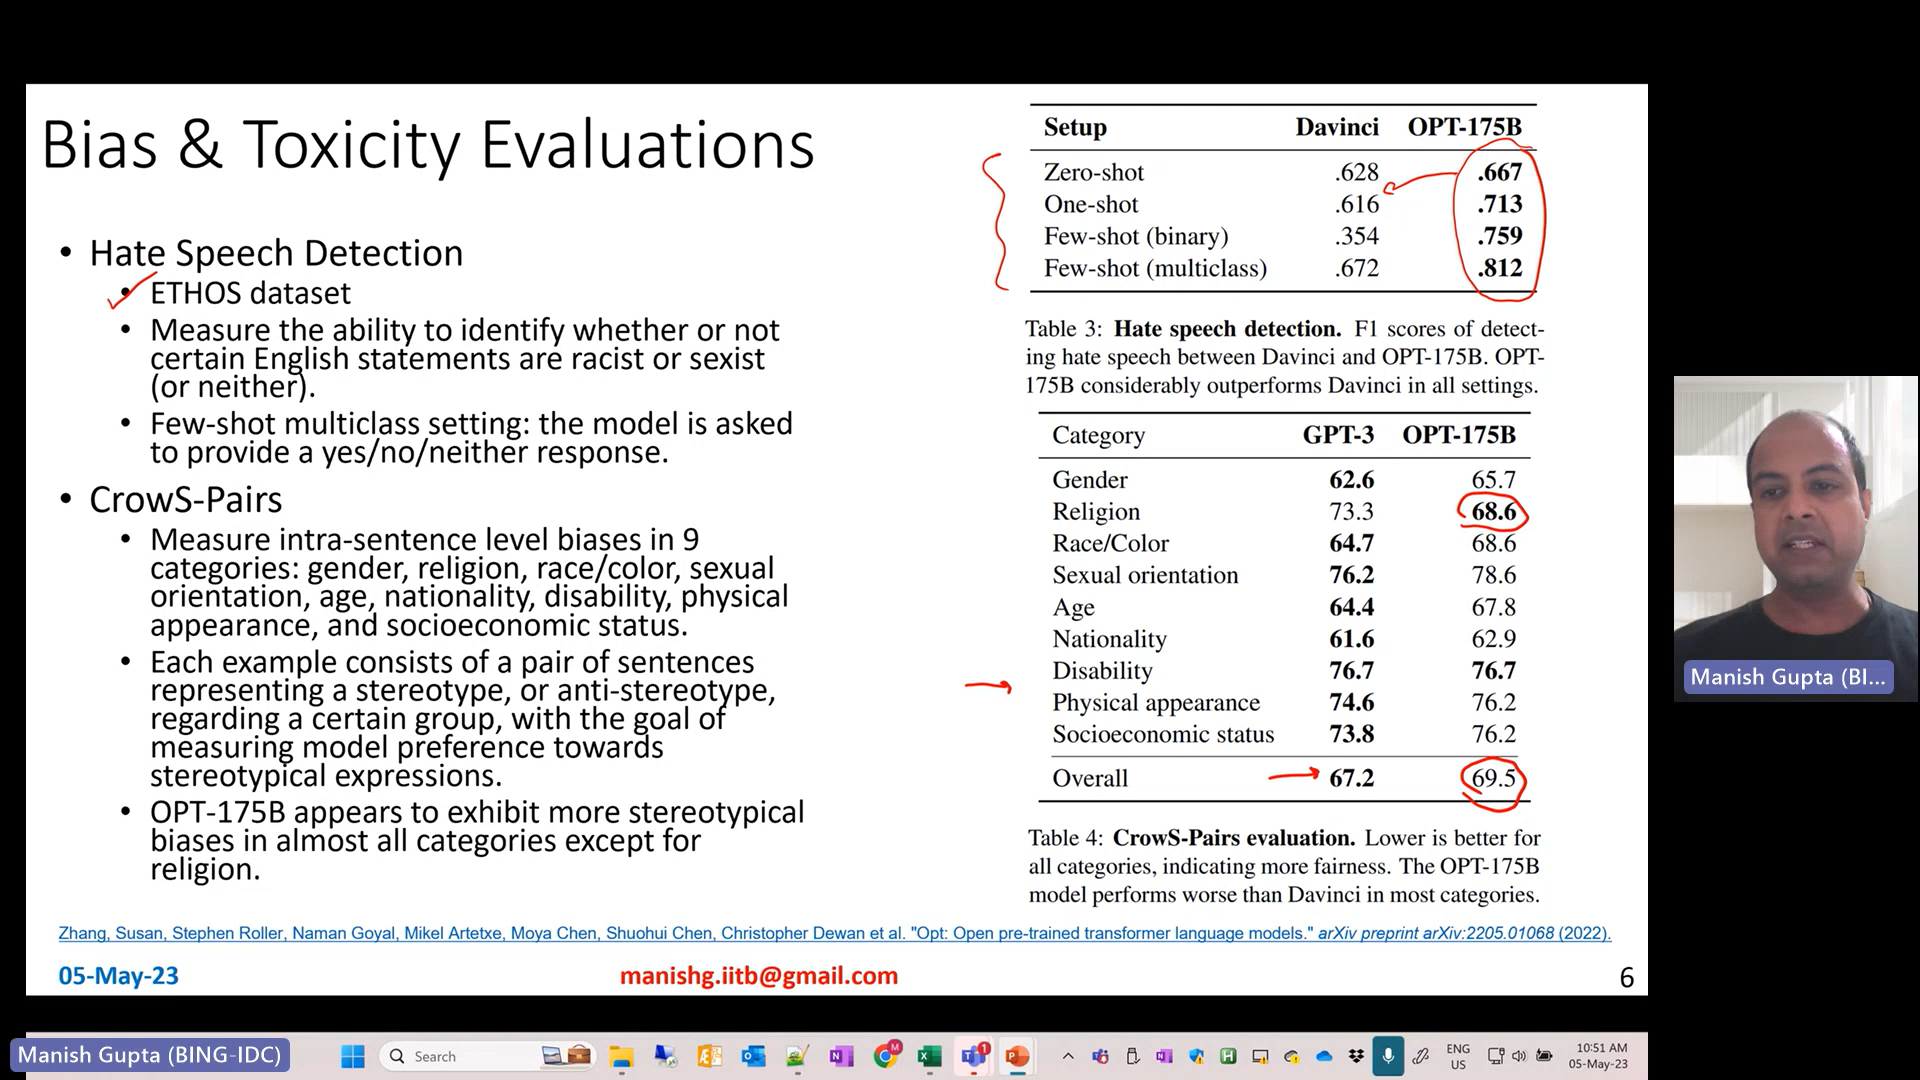 Bias & Toxicity Evaluations
• Hate Speech Detection
• ETHOS dataset
• Measure the ability to identify whether or not
certain English statements are racist or sexist
(or neither).
• Few-shot multiclass setting: the model is asked
to provide a yes/no/neither response.
• CrowS-Pairs
• Measure intra-sentence level biases in 9
categories: gender, religion, race/color, sexual
orientation, age, nationality, disability, physical
appearance, and socioeconomic status.
• Each example consists of a pair of sentences
representing a stereotype, or anti-stereotype,
regarding a certain group, with the goal of
measuring model preference towards
stereotypical expressions.
• OPT-175B appears to exhibit more stereotypical
biases in almost all categories except for
religion.
Setup Davinci OPT-175B
Zero-shot .628 .667
One-shot .616 .713
Few-shot (binary) .354 .759
Few-shot (multiclass) .672 .812
Table 3: Hate speech detection. F1 scores of detect-
ing hate speech between Davinci and OPT-175B. OPT-
175B considerably outperforms Davinci in all settings.
Category GPT-3 OPT-175B
Gender 62.6 65.7
Religion 73.3 68.6
Race/Color 64.7 68.6
Sexual orientation 76.2 78.6
Age 64.4 67.8
Nationality 61.6 62.9
Disability 76.7 76.7
Physical appearance 74.6 76.2
Socioeconomic status 73.8 76.2
Overall 67.2 69.5
Table 4: CrowS-Pairs evaluation. Lower is better for
all categories, indicating more fairness. The OPT-175B
model performs worse than Davinci in most categories.
Zhang, Susan, Stephen Roller, Naman Goyal, Mikel Artetxe, Moya Chen, Shuohui Chen, Christopher Dewan et al. "Opt: Open pre-trained transformer language models." arXiv preprint arXiv:2205.01068 (2022).
05-May-23 manishg.iitb@gmail.com 6
Manish Gupta (BI...
Manish Gupta (BING-IDC)
Search
ENG
US
10:51 AM
05-May-23